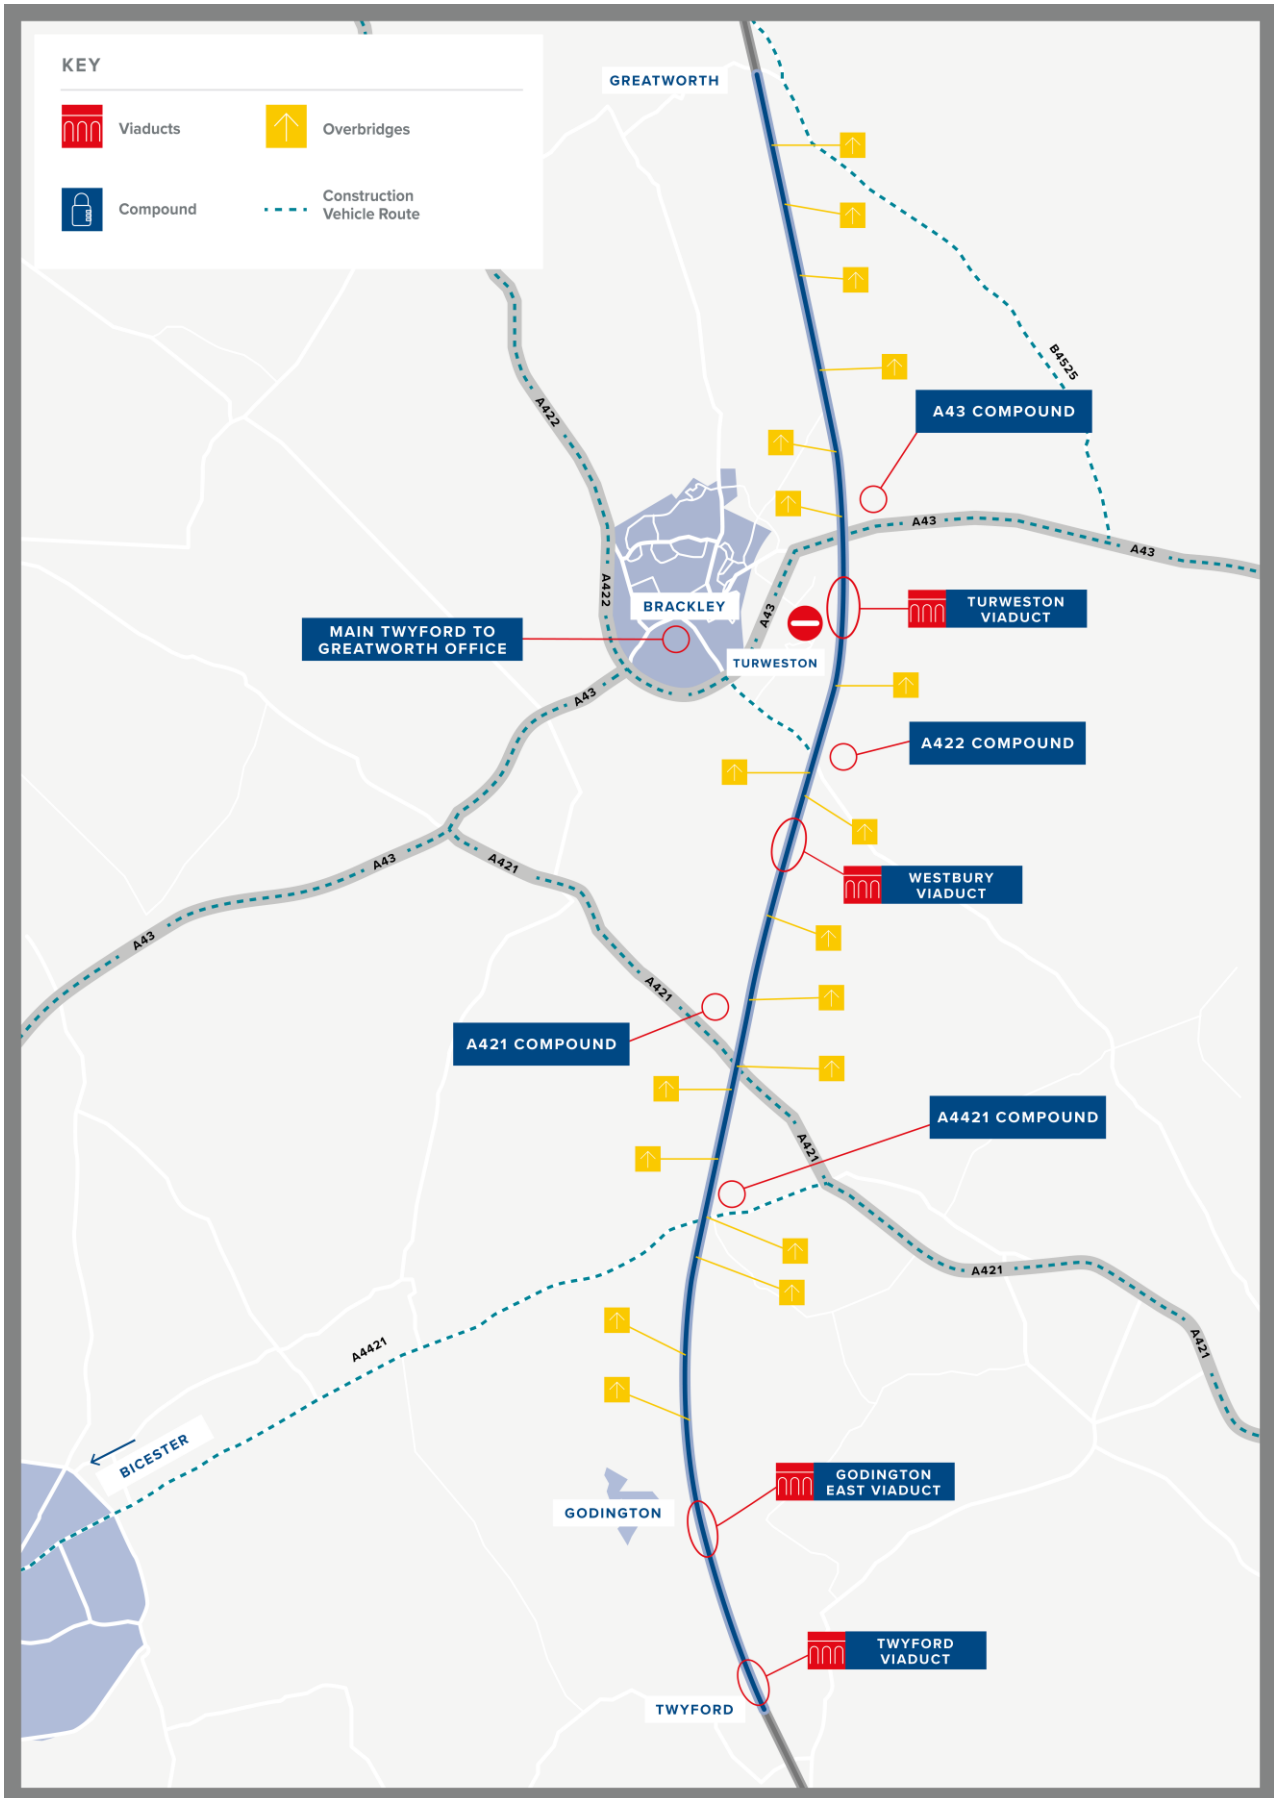 KEY
Viaducts
Overbridges
Compound
Construction
Vehicle Route
GREATWORTH
B4525
A43 COMPOUND
A422
A43
A43
A422
BRACKLEY
A43
TURWESTON
VIADUCT
MAIN TWYFORD TO
GREATWORTH OFFICE
TURWESTON
A43
A422 COMPOUND
A43
A421
WESTBURY
VIADUCT
A43
A421
A421 COMPOUND
A4421 COMPOUND
A421
A421
A421
A4421
BICESTER
GODINGTON
EAST VIADUCT
GODINGTON
TWYFORD
VIADUCT
TWYFORD